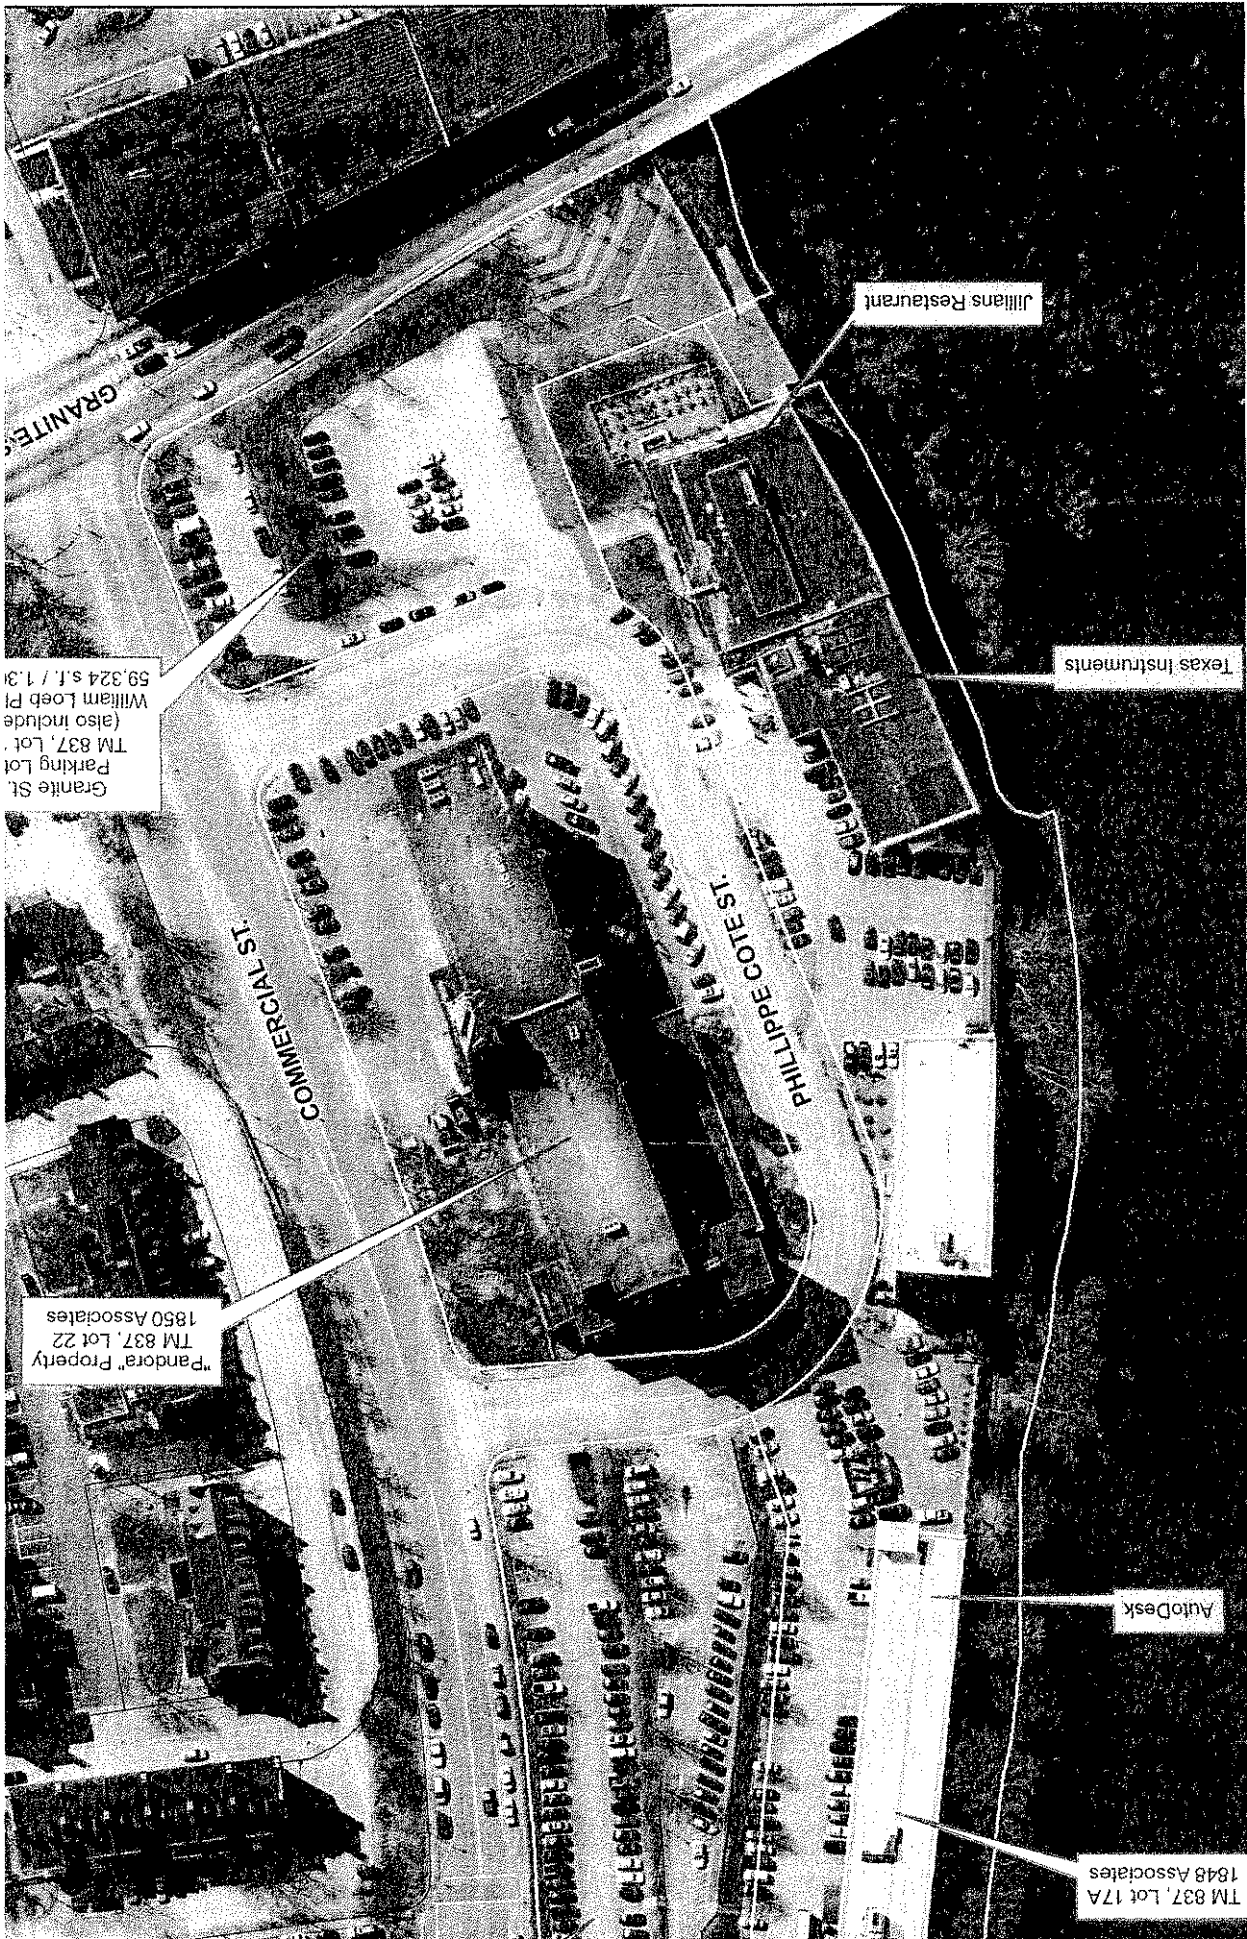 TM 837, Lot 17A
1848 Associates
AutoDesk
"Pandora" Property
TM 837, Lot 22
1850 Associates
COMMERCIAL ST.
PHILLIPPE COTE ST.
Granite St.
Parking Lot
TM 837, Lot
(also include
William Loeb Pl
59,324 s.f. / 1.3
Texas Instruments
GRANITE S
Jillians Restaurant